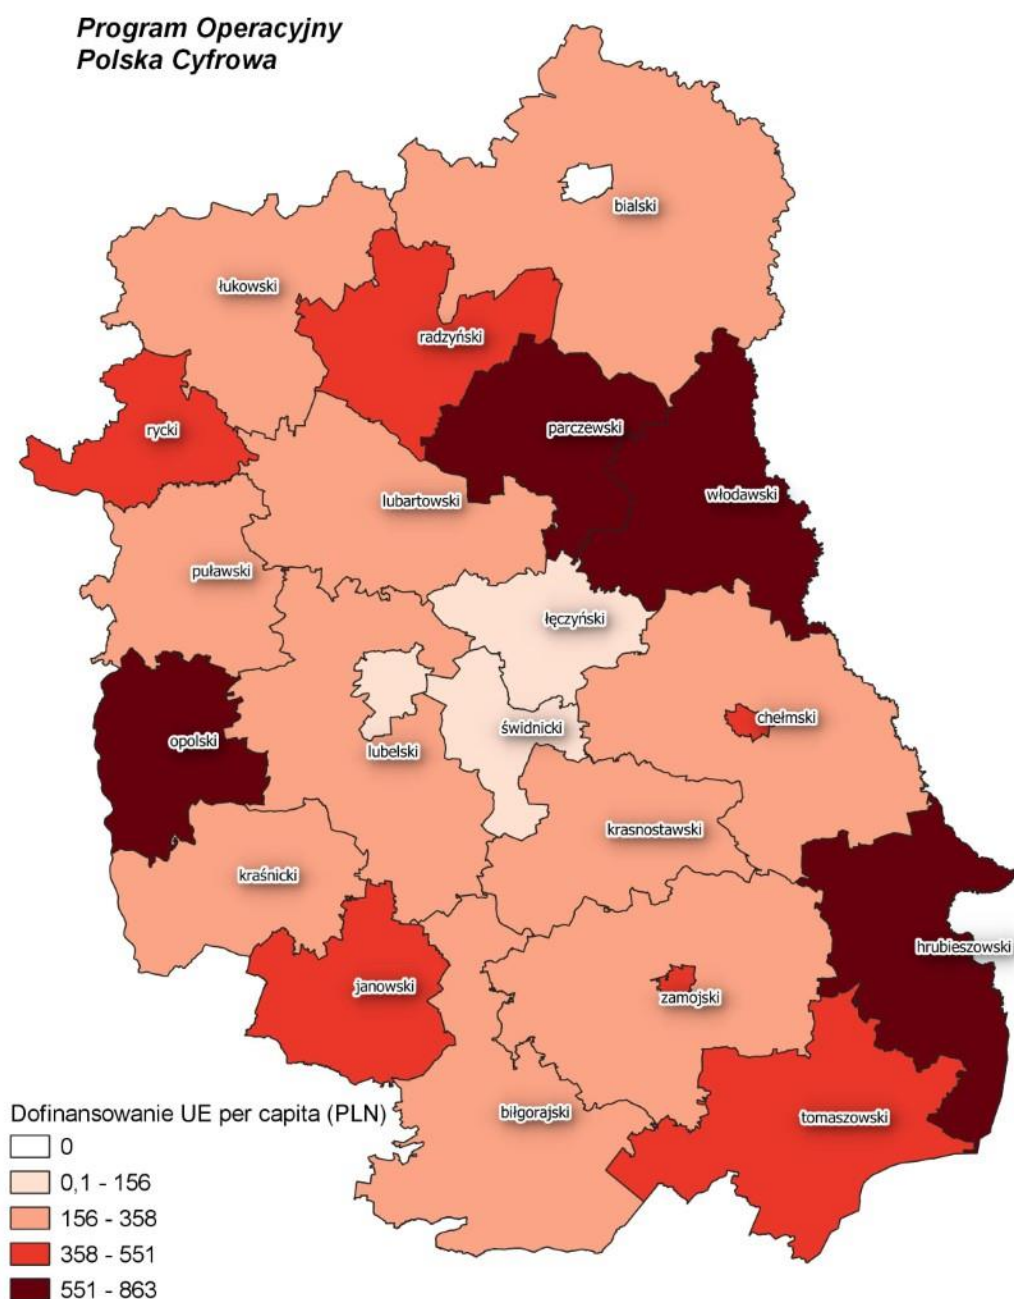 Program Operacyjny
Polska Cyfrowa
bialski
łukowski
radzyński
parczewski
rycki
włodawski
lubartowski
puławski
łęczyński
chełmski
świdnicki
opolski
lubelski
krasnostawski
kraśnicki
hrubieszowski
janowski
zamojski
biłgorajski
tomaszowski
Dofinansowanie UE per capita (PLN)
0
0,1 - 156
156 - 358
358 - 551
551 - 863